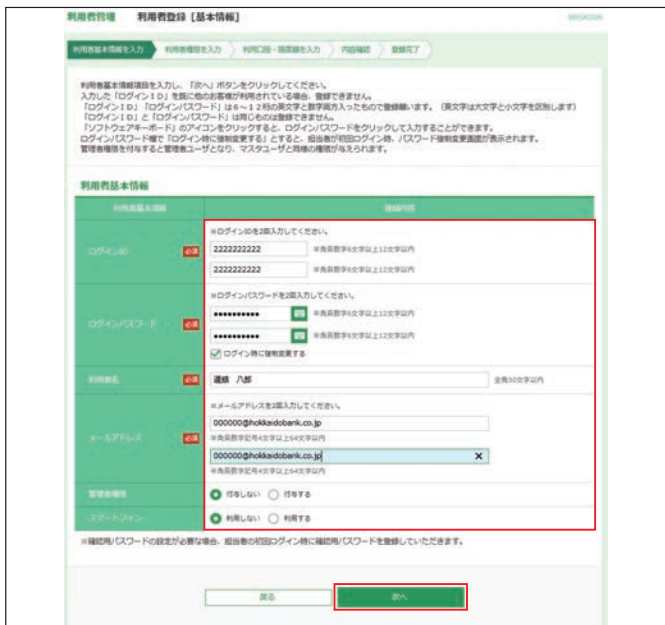 利用者管理　利用者登録［基本情報］
利用者基本情報を入力　利用者権限を入力　利用口座・限度額を入力　内容確認　登録完了
利用者基本情報項目を入力し、「次へ」ボタンをクリックしてください。
入力した「ログインＩＤ」を既に他のお客様が利用されている場合、登録できません。
「ログインＩＤ」「ログインパスワード」は６～１２桁の英文字と数字両方入ったもので登録願います。（英文字は大文字と小文字を区別します）
「ログインＩＤ」と「ログインパスワード」は同じものは登録できません。
「ソフトウェアキーボード」のアイコンをクリックすると、ログインパスワードをクリックして入力することができます。
ログインパスワード欄で「ログイン時に強制変更する」とすると、担当者が初回ログイン時、パスワード強制変更画面が表示されます。
管理者権限を付与すると管理者ユーザとなり、マスタユーザと同様の権限が与えられます。
利用者基本情報
利用者基本情報　登録内容
※ログインIDを2回入力してください。
ログインID　必須　2222222222　半角英数字6文字以上12文字以内
2222222222　半角英数字6文字以上12文字以内
※ログインパスワードを2回入力してください。
ログインパスワード　必須　●●●●●●●●●●　半角英数字6文字以上12文字以内
●●●●●●●●●●　半角英数字6文字以上12文字以内
ログイン時に強制変更する
利用者名　必須　道銀　八郎　全角30文字以内
※メールアドレスを2回入力してください。
000000@hokkaidobank.co.jp
メールアドレス　必須　半角英数字記号4文字以上64文字以内
000000@hokkaidobank.co.jp　×
半角英数字記号4文字以上64文字以内
管理者権限　付与しない　付与する
スマートフォン　利用しない　利用する
※確認用パスワードの設定が必要な場合、担当者の初回ログイン時に確認用パスワードを登録していただきます。
戻る　次へ